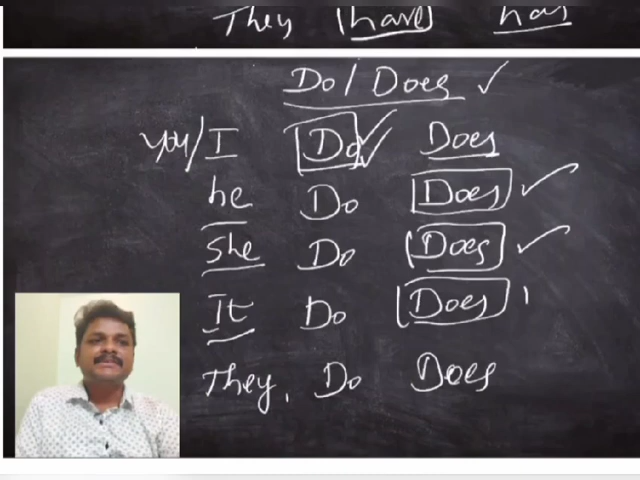 They have has
Do / Does ✓
you/I Do Does
he Do Does ✓
she Do Does ✓
It Do Does
They, Do Does